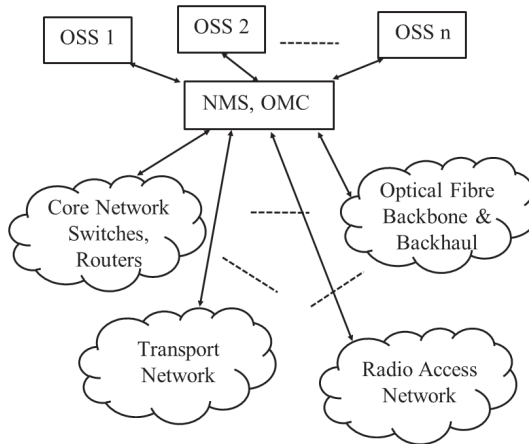 OSS 1
OSS 2
OSS n
NMS, OMC
Core Network
Switches,
Routers
Optical Fibre
Backbone &
Backhaul
Transport
Network
Radio Access
Network